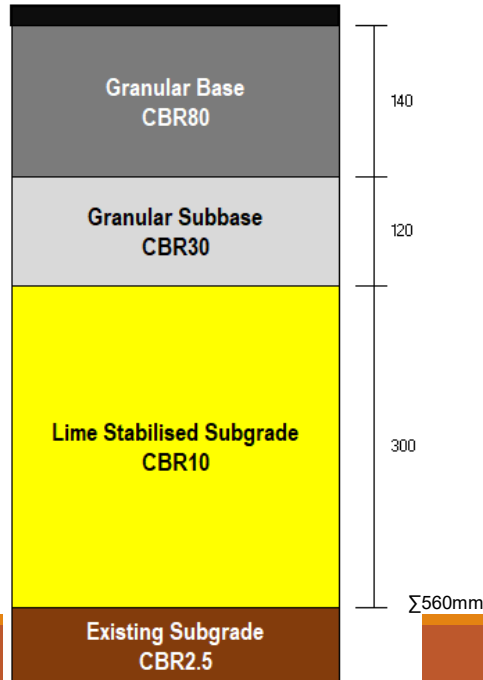 Granular Base
CBR80
140
Granular Subbase
CBR30
120
Lime Stabilised Subgrade
CBR10
300
∑560mm
Existing Subgrade
CBR2.5